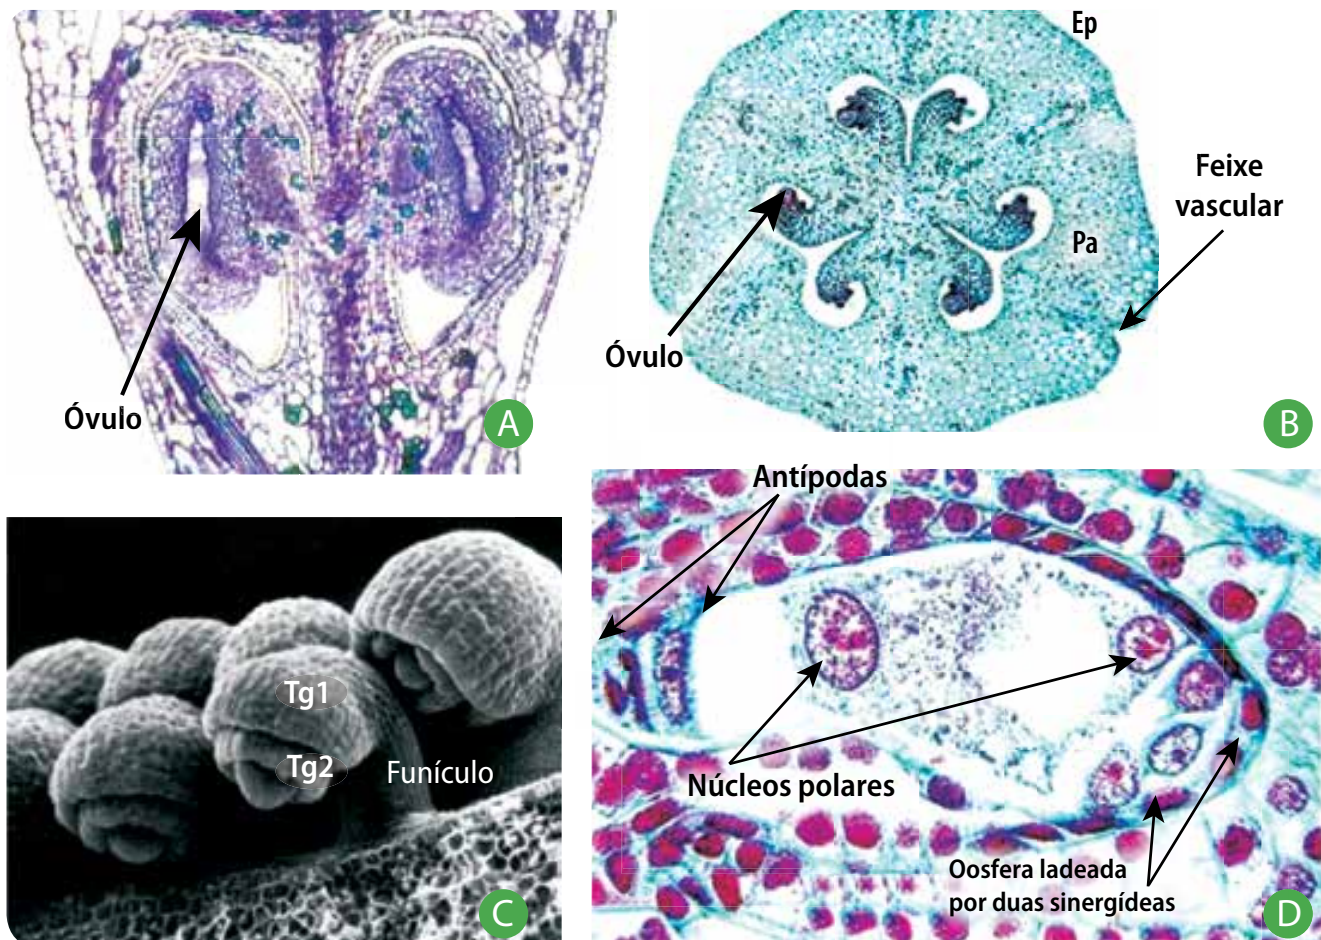 Óvulo
A
Ep
Pa
Feixe
vascular
Óvulo
B
Tg1
Tg2
Funículo
C
Antípodas
Núcleos polares
Oosfera ladeada
por duas sinergídeas
D